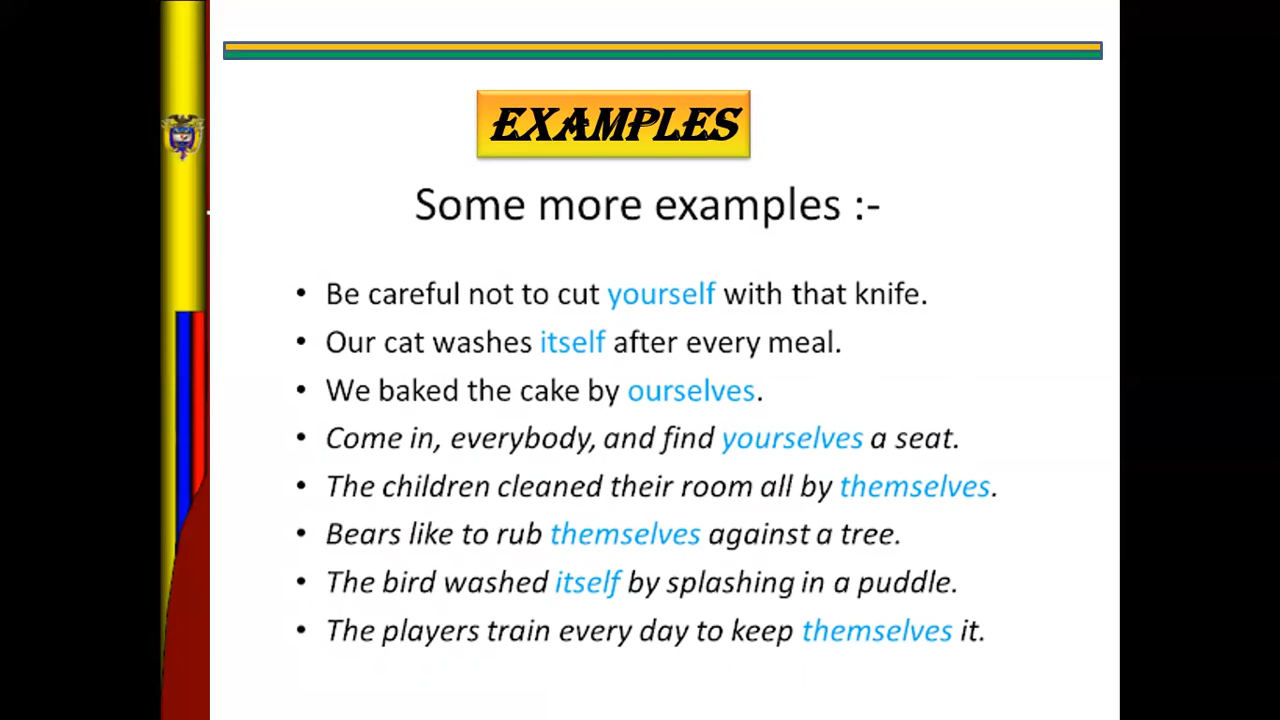 EXAMPLES
Some more examples :-
• Be careful not to cut yourself with that knife.
• Our cat washes itself after every meal.
• We baked the cake by ourselves.
• Come in, everybody, and find yourselves a seat.
• The children cleaned their room all by themselves.
• Bears like to rub themselves against a tree.
• The bird washed itself by splashing in a puddle.
• The players train every day to keep themselves it.